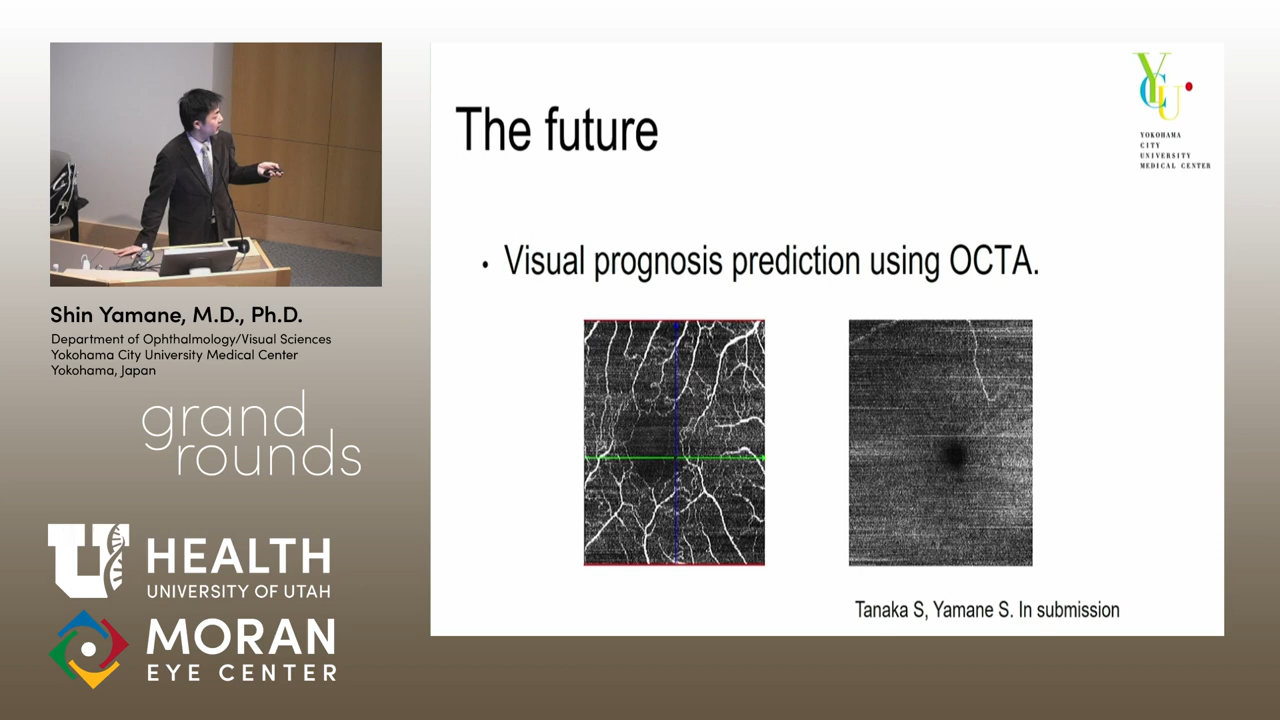 Shin Yamane, M.D., Ph.D.
Department of Ophthalmology/Visual Sciences
Yokohama City University Medical Center
Yokohama, Japan
grand
rounds
U
HEALTH
UNIVERSITY OF UTAH
MORAN
EYE CENTER
The future
YCU
YOKOHAMA
CITY
UNIVERSITY
MEDICAL CENTER
• Visual prognosis prediction using OCTA.
Tanaka S, Yamane S. In submission